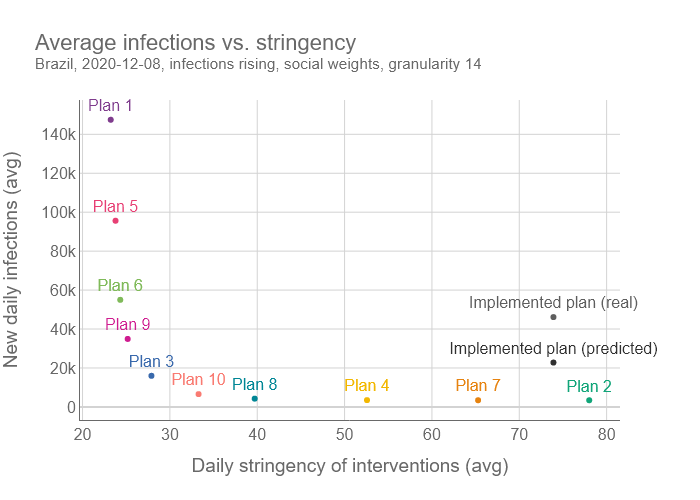 Average infections vs. stringency
Brazil, 2020-12-08, infections rising, social weights, granularity 14
New daily infections (avg)
140k
120k
100k
80k
60k
40k
20k
0
Plan 1
Plan 5
Plan 6
Plan 9
Plan 3
Plan 10
Plan 8
Plan 4
Plan 7
Plan 2
Implemented plan (real)
Implemented plan (predicted)
20
30
40
50
60
70
80
Daily stringency of interventions (avg)